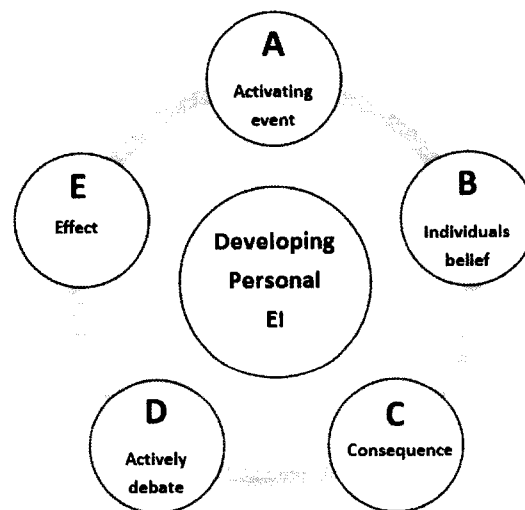 A
Activating
event
B
Individuals
belief
C
Consequence
D
Actively
debate
E
Effect
Developing
Personal
EI